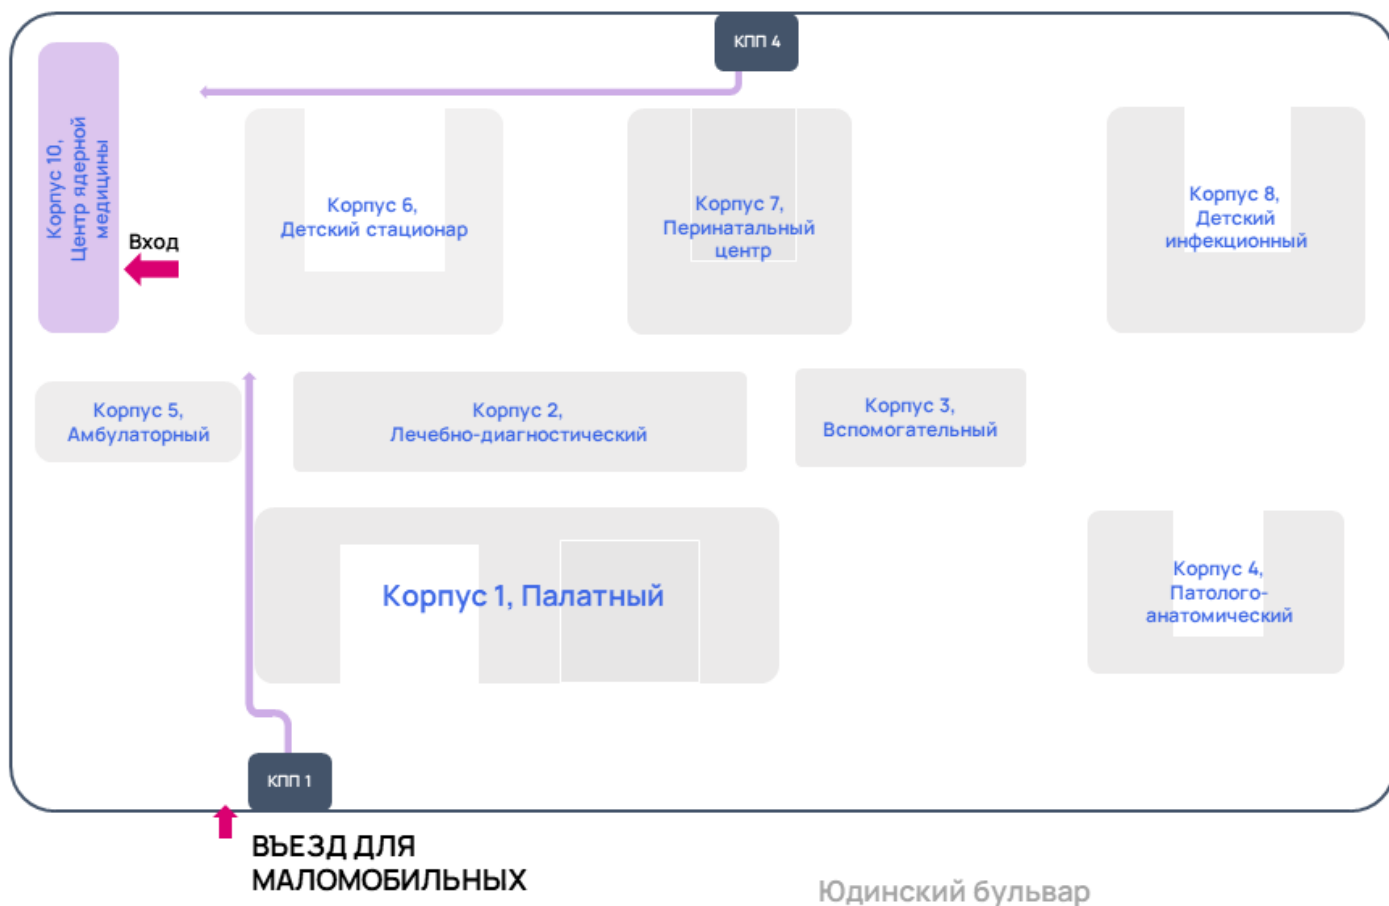 КПП 4
Корпус 10,
Центр ядерной
медицины
Вход
Корпус 6,
Детский стационар
Корпус 7,
Перинатальный
центр
Корпус 8,
Детский
инфекционный
Корпус 5,
Амбулаторный
Корпус 2,
Лечебно-диагностический
Корпус 3,
Вспомогательный
Корпус 1, Палатный
Корпус 4,
Патолого-
анатомический
КПП 1
ВЪЕЗД ДЛЯ
МАЛОМОБИЛЬНЫХ
Юдинский бульвар